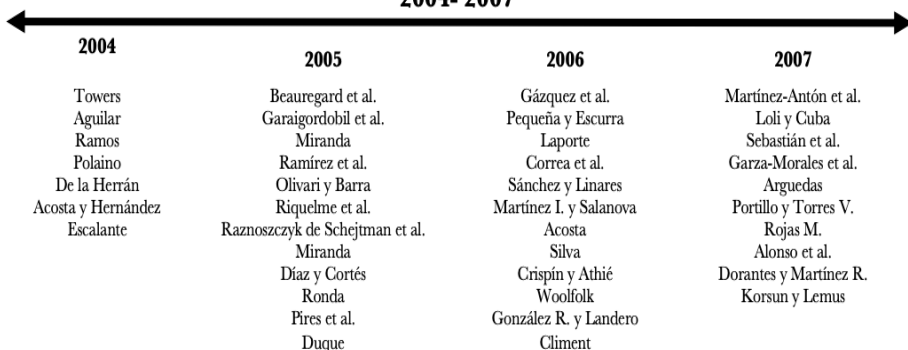 2004- 2007
2004
2005
2006
2007
Towers
Aguilar
Ramos
Polaino
De la Herrán
Acosta y Hernández
Escalante
Beauregard et al.
Garaigordobil et al.
Miranda
Ramírez et al.
Olivari y Barra
Riquelme et al.
Raznoszczyk de Schejtman et al.
Miranda
Díaz y Cortés
Ronda
Pires et al.
Duque
Gázquez et al.
Pequeña y Escurra
Laporte
Correa et al.
Sánchez y Linares
Martínez I. y Salanova
Acosta
Silva
Crispín y Athié
Woolfolk
González R. y Landero
Climent
Martínez-Antón et al.
Loli y Cuba
Sebastián et al.
Garza-Morales et al.
Arguedas
Portillo y Torres V.
Rojas M.
Alonso et al.
Dorantes y Martínez R.
Korsun y Lemus